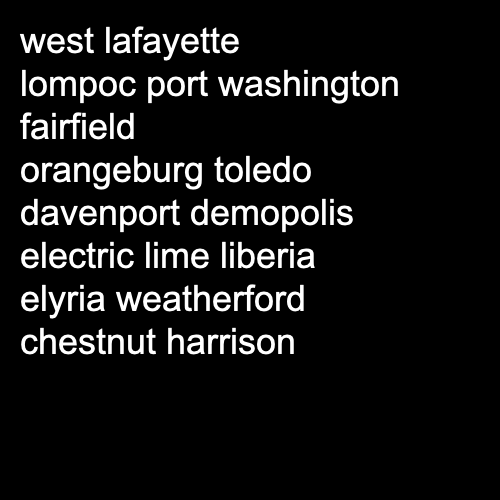 west lafayette
lompoc port washington
fairfield
orangeburg toledo
davenport demopolis
electric lime liberia
elyria weatherford
chestnut harrison